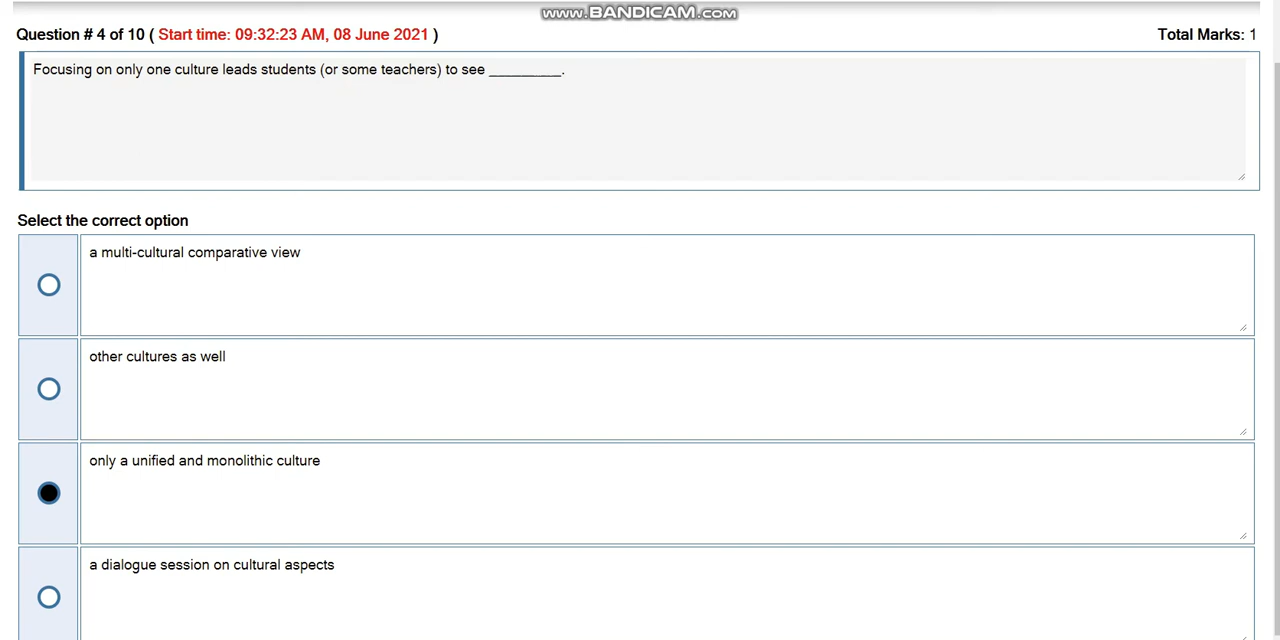 www.BANDICAM.com
Question # 4 of 10 ( Start time: 09:32:23 AM, 08 June 2021 )
Total Marks: 1
Focusing on only one culture leads students (or some teachers) to see _________.
Select the correct option
a multi-cultural comparative view
other cultures as well
only a unified and monolithic culture
a dialogue session on cultural aspects